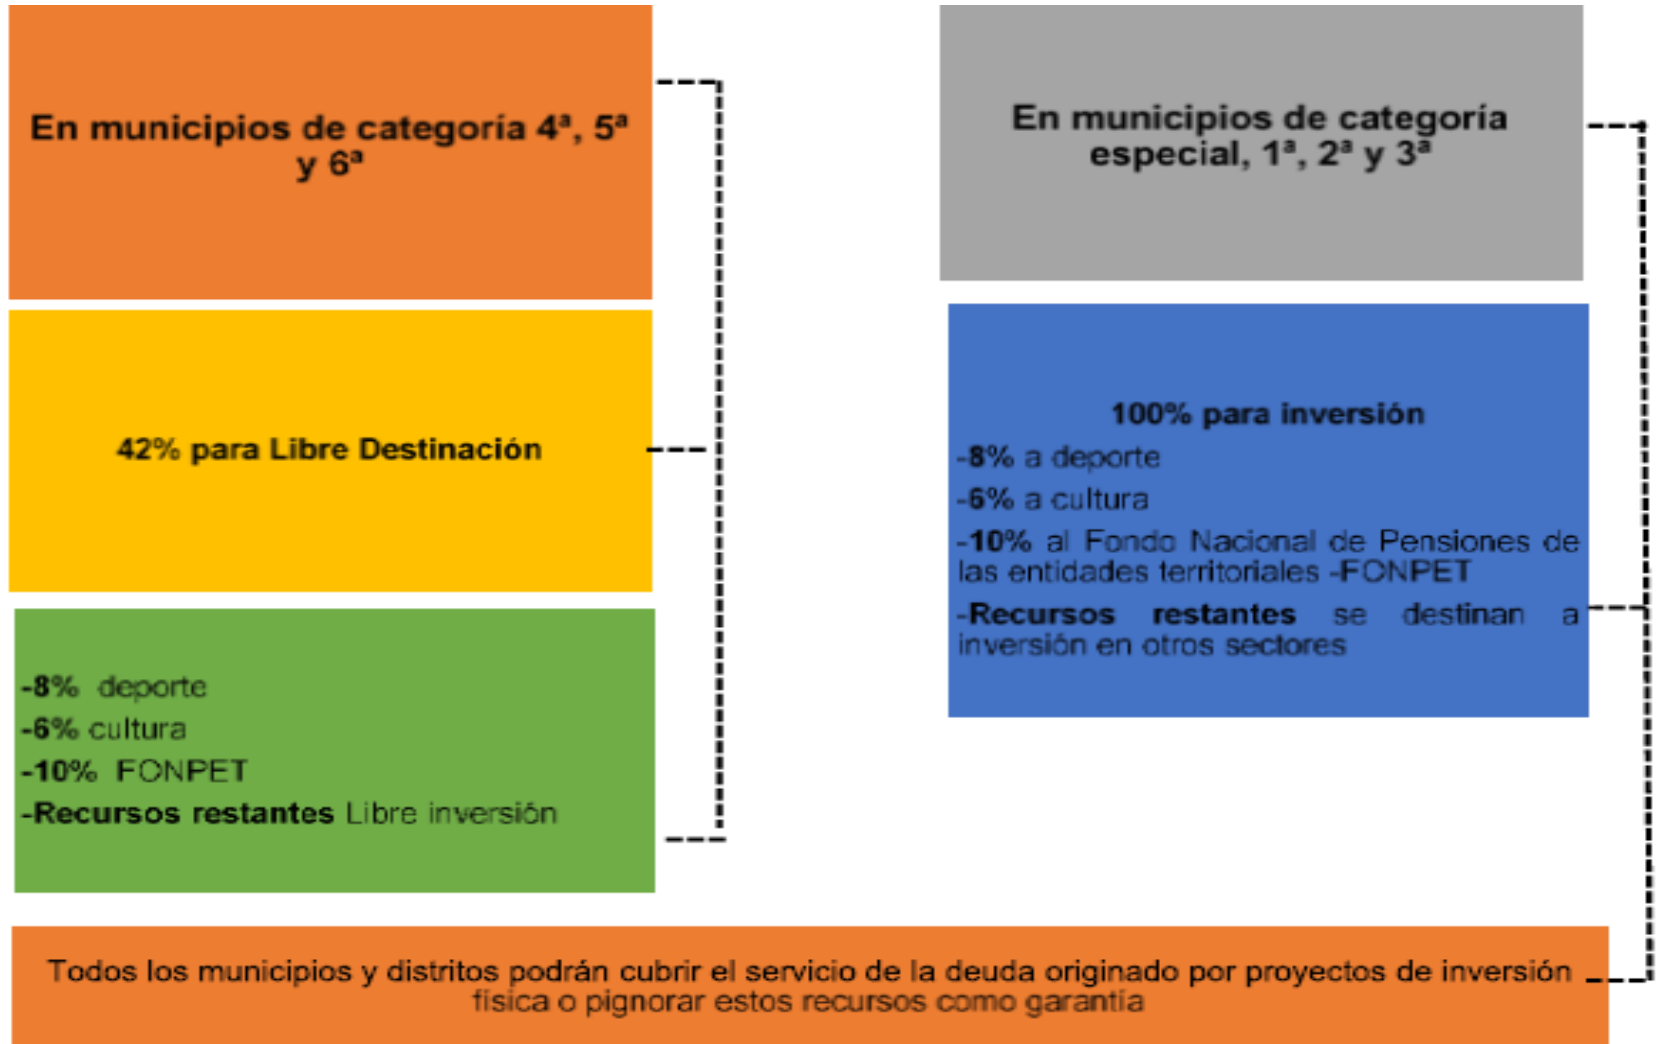 En municipios de categoría 4ª, 5ª
y 6ª
42% para Libre Destinación
-8% deporte
-6% cultura
-10% FONPET
-Recursos restantes Libre inversión
En municipios de categoría
especial, 1ª, 2ª y 3ª
100% para inversión
-8% a deporte
-6% a cultura
-10% al Fondo Nacional de Pensiones de
las entidades territoriales -FONPET
-Recursos restantes se destinan a
inversión en otros sectores
Todos los municipios y distritos podrán cubrir el servicio de la deuda originado por proyectos de inversión
física o pignorar estos recursos como garantía